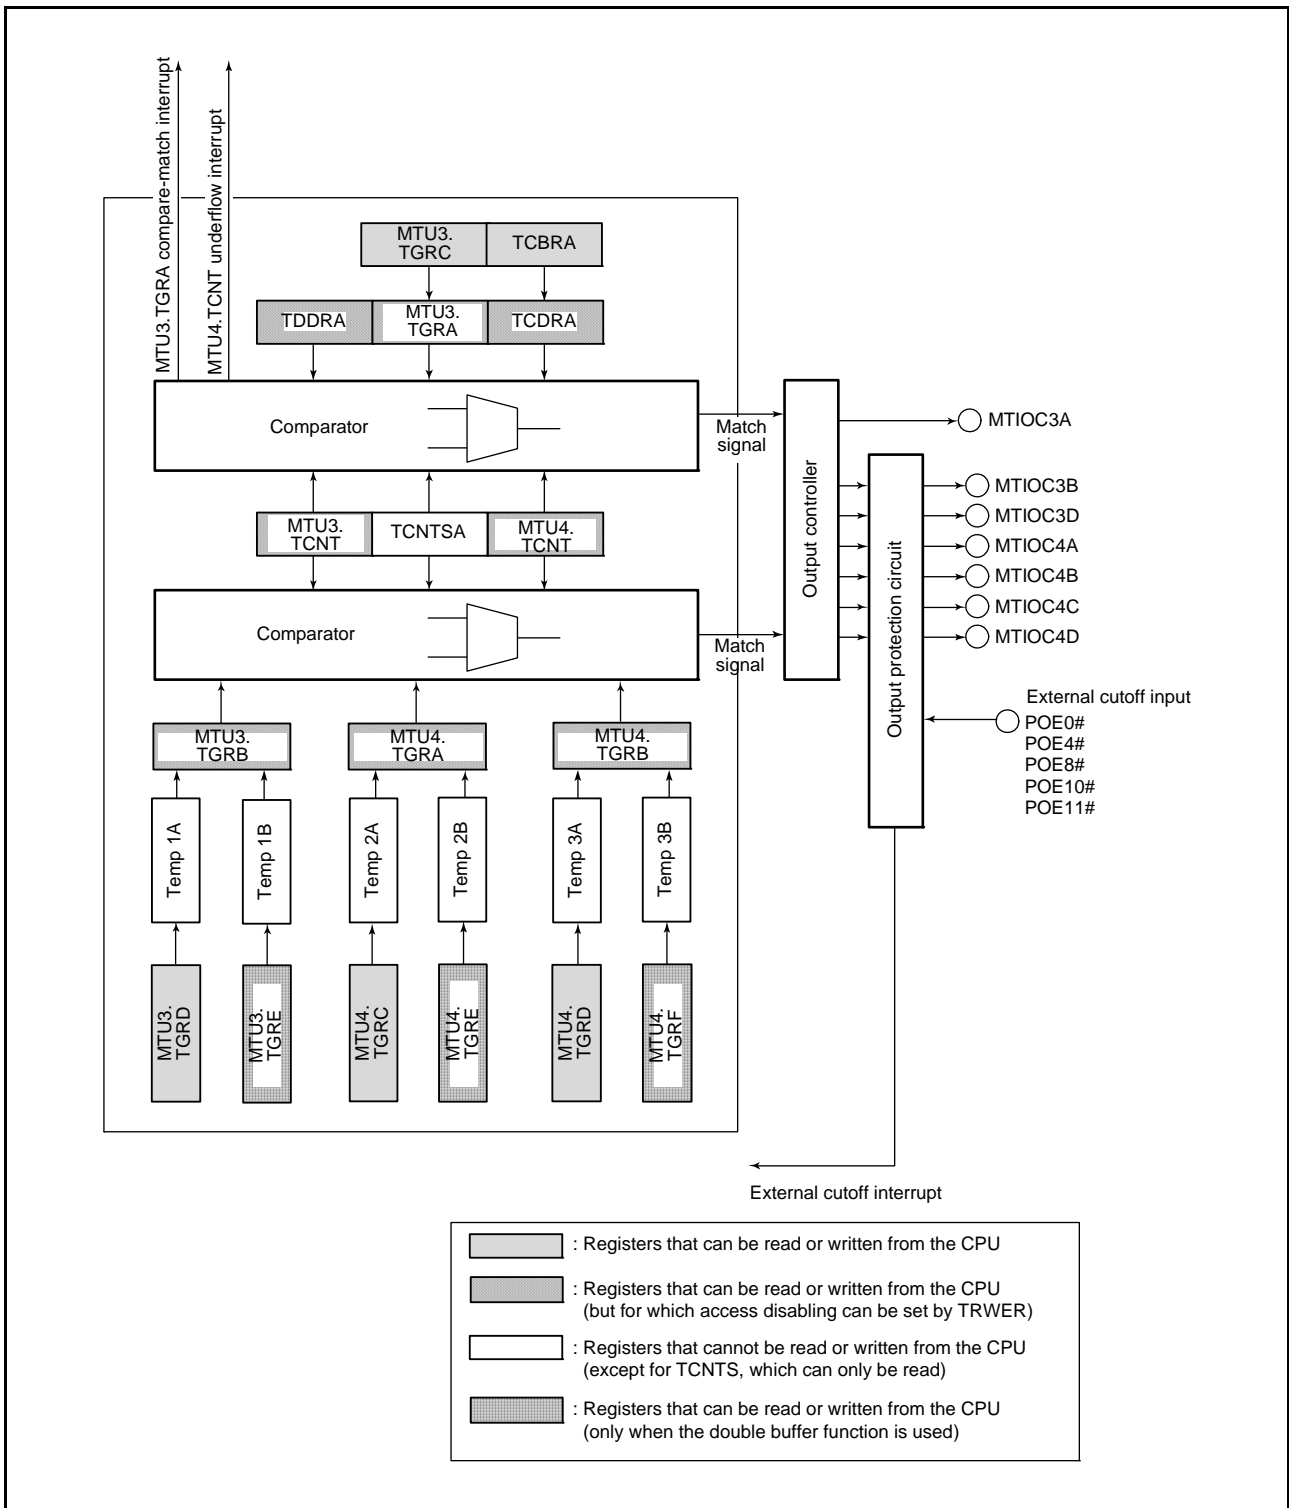 MTU3.TGRA compare-match interrupt
MTU4.TCNT underflow interrupt
MTU3.
TGRC
TCBRA
TDDRA
MTU3.
TGRA
TCDRA
Comparator
Match
signal
MTU3.
TCNT
TCNTSA
MTU4.
TCNT
Comparator
Match
signal
Output controller
Output protection circuit
MTIOC3A
MTIOC3B
MTIOC3D
MTIOC4A
MTIOC4B
MTIOC4C
MTIOC4D
External cutoff input
POE0#
POE4#
POE8#
POE10#
POE11#
MTU3.
TGRB
MTU4.
TGRA
MTU4.
TGRB
Temp 1A
Temp 1B
Temp 2A
Temp 2B
Temp 3A
Temp 3B
MTU3.
TGRD
MTU3.
TGRE
MTU4.
TGRC
MTU4.
TGRE
MTU4.
TGRD
MTU4.
TGRF
External cutoff interrupt
: Registers that can be read or written from the CPU
: Registers that can be read or written from the CPU
(but for which access disabling can be set by TRWER)
: Registers that cannot be read or written from the CPU
(except for TCNTS, which can only be read)
: Registers that can be read or written from the CPU
(only when the double buffer function is used)